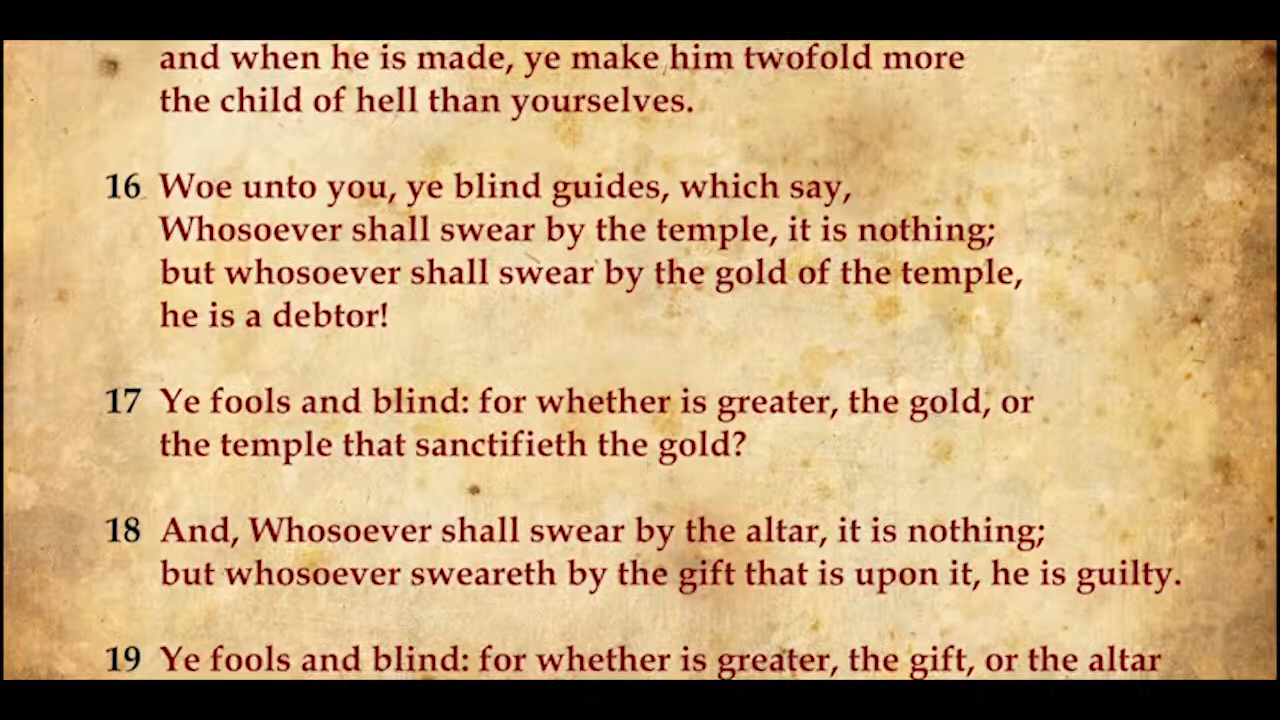 and when he is made, ye make him twofold more
the child of hell than yourselves.
16 Woe unto you, ye blind guides, which say,
Whosoever shall swear by the temple, it is nothing;
but whosoever shall swear by the gold of the temple,
he is a debtor!
17 Ye fools and blind: for whether is greater, the gold, or
the temple that sanctifieth the gold?
18 And, Whosoever shall swear by the altar, it is nothing;
but whosoever sweareth by the gift that is upon it, he is guilty.
19 Ye fools and blind: for whether is greater, the gift, or the altar